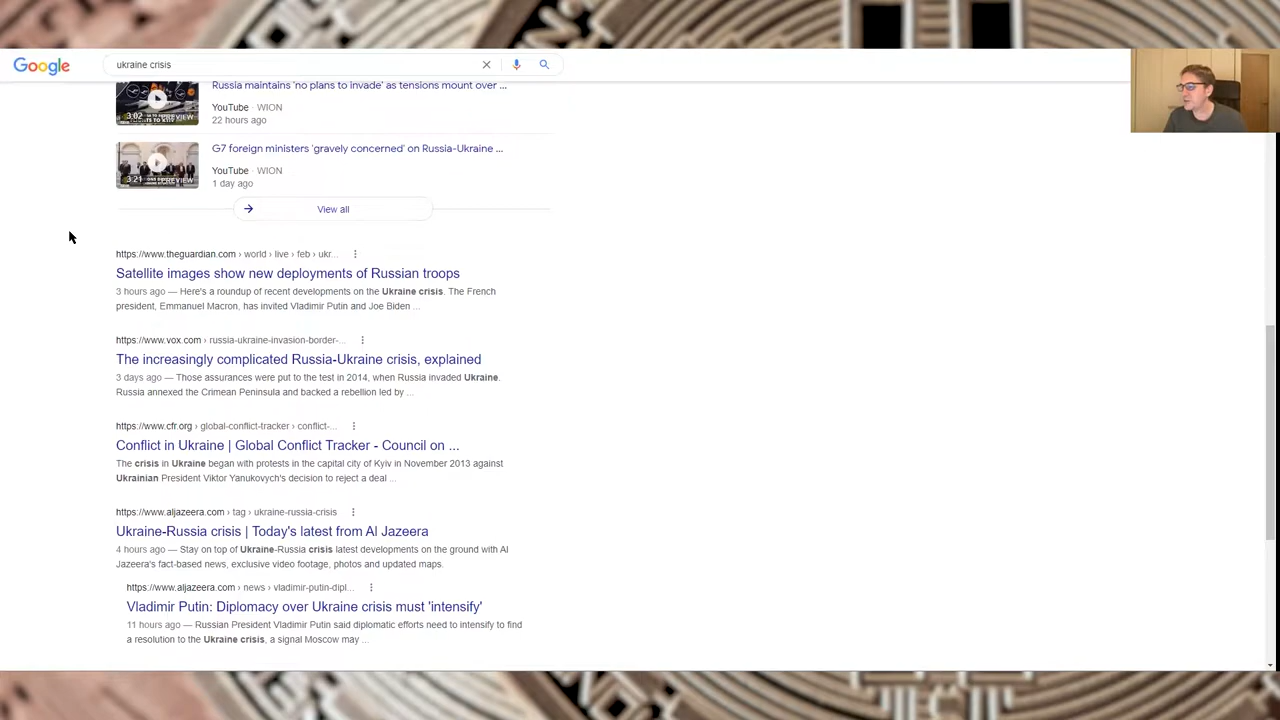 Google
ukraine crisis
Russia maintains 'no plans to invade' as tensions mount over ...
3:02
PREVIEW
YouTube · WION
22 hours ago
G7 foreign ministers 'gravely concerned' on Russia-Ukraine ...
3:21
PREVIEW
YouTube · WION
1 day ago
View all
https://www.theguardian.com › world › live › feb › ukr...
Satellite images show new deployments of Russian troops
3 hours ago — Here's a roundup of recent developments on the Ukraine crisis. The French
president, Emmanuel Macron, has invited Vladimir Putin and Joe Biden ...
https://www.vox.com › russia-ukraine-invasion-border-...
The increasingly complicated Russia-Ukraine crisis, explained
3 days ago — Those assurances were put to the test in 2014, when Russia invaded Ukraine.
Russia annexed the Crimean Peninsula and backed a rebellion led by ...
https://www.cfr.org › global-conflict-tracker › conflict-...
Conflict in Ukraine | Global Conflict Tracker - Council on ...
The crisis in Ukraine began with protests in the capital city of Kyiv in November 2013 against
Ukrainian President Viktor Yanukovych's decision to reject a deal ...
https://www.aljazeera.com › tag › ukraine-russia-crisis
Ukraine-Russia crisis | Today's latest from Al Jazeera
4 hours ago — Stay on top of Ukraine-Russia crisis latest developments on the ground with Al
Jazeera's fact-based news, exclusive video footage, photos and updated maps.
https://www.aljazeera.com › news › vladimir-putin-dipl...
Vladimir Putin: Diplomacy over Ukraine crisis must 'intensify'
11 hours ago — Russian President Vladimir Putin said diplomatic efforts need to intensify to find
a resolution to the Ukraine crisis, a signal Moscow may ...